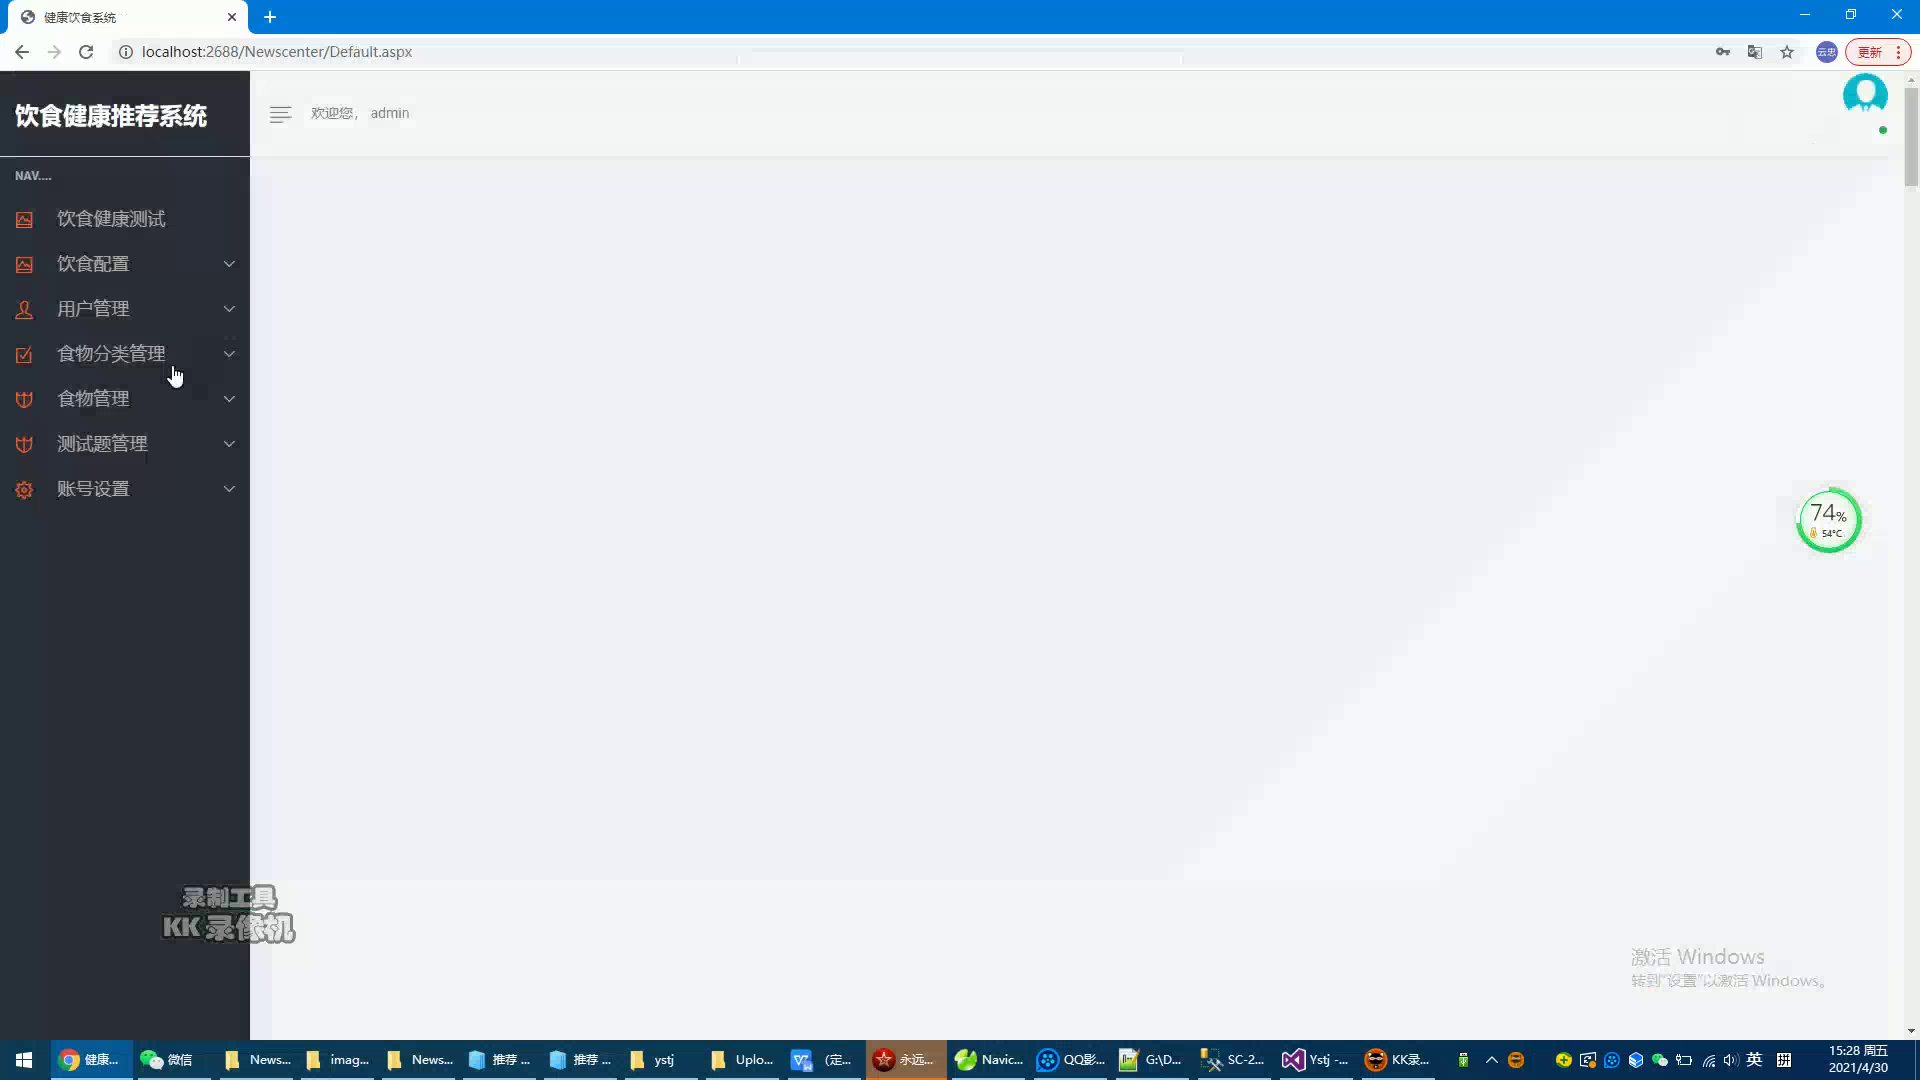 健康饮食系统
localhost:2688/Newscenter/Default.aspx
更新
饮食健康推荐系统
欢迎您， admin
NAV....
饮食健康测试
饮食配置
用户管理
食物分类管理
食物管理
测试题管理
账号设置
74%
54°C
录制工具
KK 录像机
激活 Windows
转到"设置"以激活 Windows。
健康...
微信
News...
imag...
News...
推荐 ...
推荐 ...
ystj
Uplo...
(定...
永远...
Navic...
QQ影...
G:\D...
SC-2...
Ystj -...
KK录...
英
拼
15:28 周五
2021/4/30